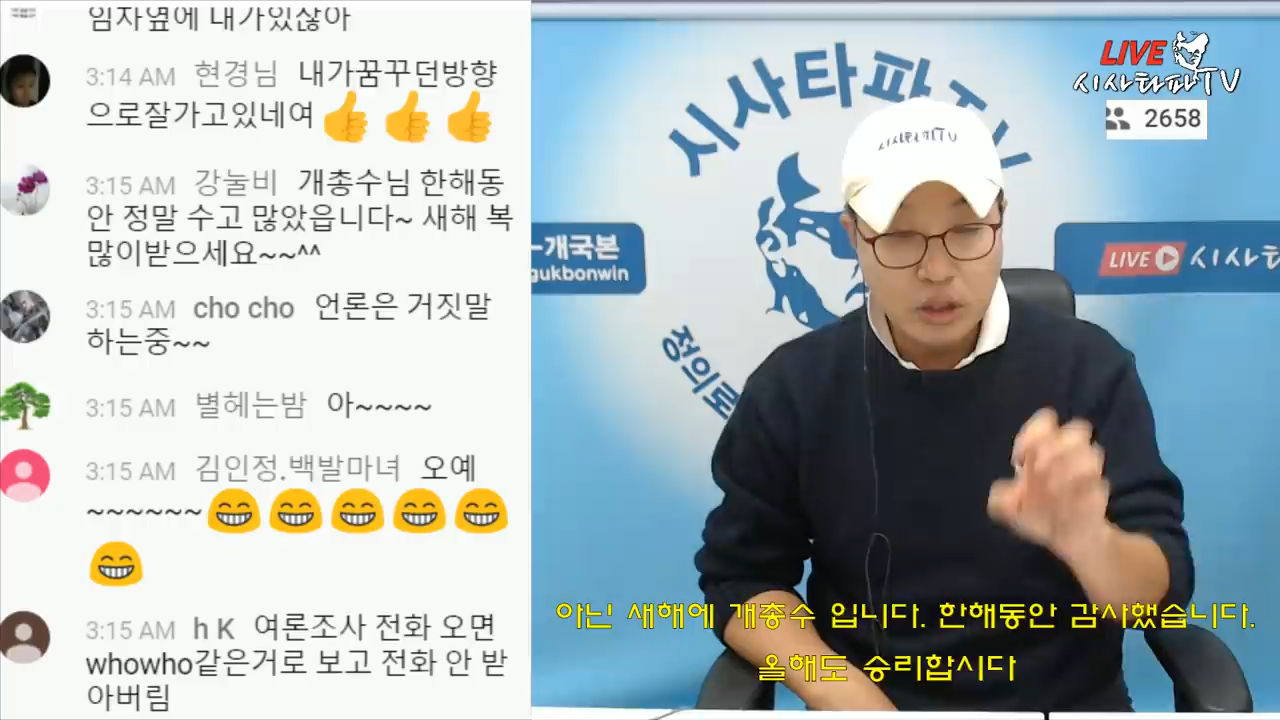 임자옆에 내가있잖아
3:14 AM 현경님 내가꿈꾸던방향
으로잘가고있네여👍👍👍
3:15 AM 강눌비 개총수님 한해동
안 정말 수고 많았읍니다~ 새해 복
많이받으세요~~^^
3:15 AM cho cho 언론은 거짓말
하는중~~
3:15 AM 별헤는밤 아~~~~
3:15 AM 김인정.백발마녀 오예
~~~~~~😁😁😁😁😁
😁
3:15 AM h K 여론조사 전화 오면
whowho같은거로 보고 전화 안 받
아버림
LIVE
시사타파TV
2658
시사타파
시사타파TV
-개국본
gukbonwin
LIVE 시사타
정의로
아닌 새해에 개총수 입니다. 한해동안 감사했습니다.
올해도 승리합시다